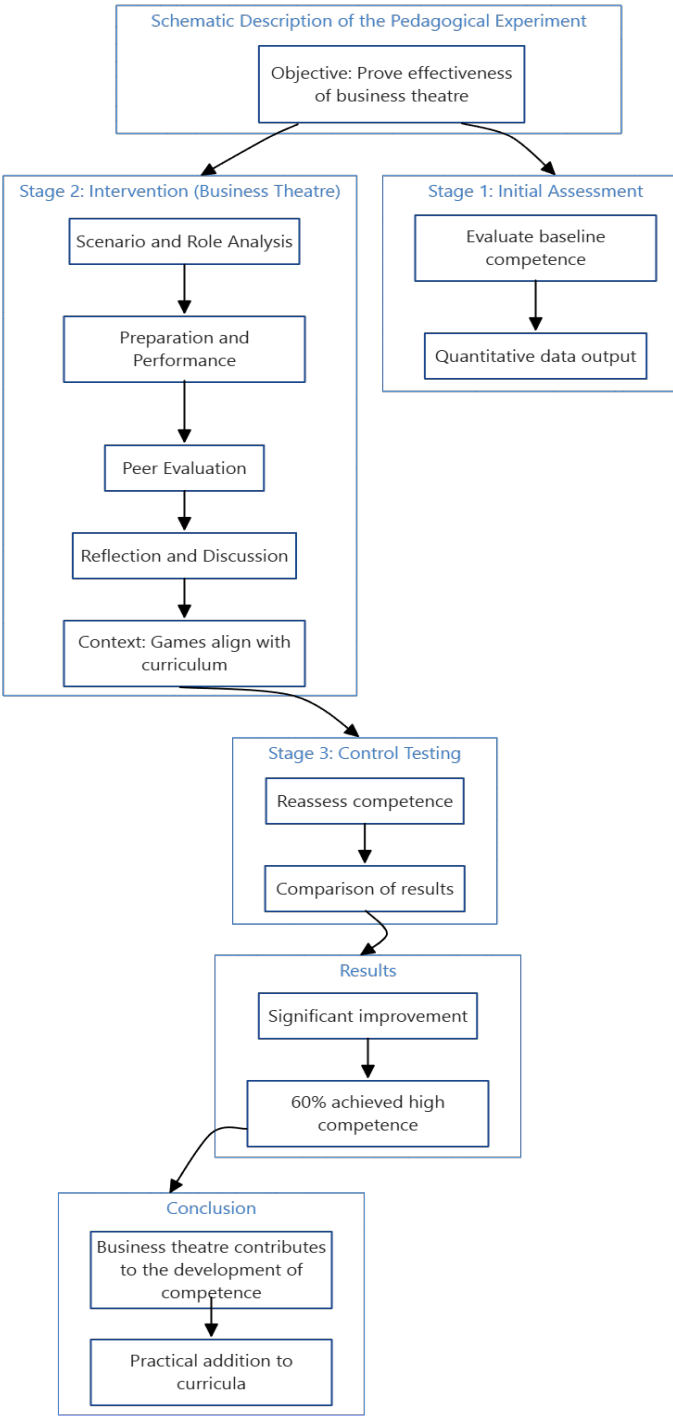 Schematic Description of the Pedagogical Experiment
Objective: Prove effectiveness
of business theatre
Stage 2: Intervention (Business Theatre)
Scenario and Role Analysis
Preparation and
Performance
Peer Evaluation
Reflection and Discussion
Context: Games align with
curriculum
Stage 1: Initial Assessment
Evaluate baseline
competence
Quantitative data output
Stage 3: Control Testing
Reassess competence
Comparison of results
Results
Significant improvement
60% achieved high
competence
Conclusion
Business theatre contributes
to the development of
competence
Practical addition to
curricula